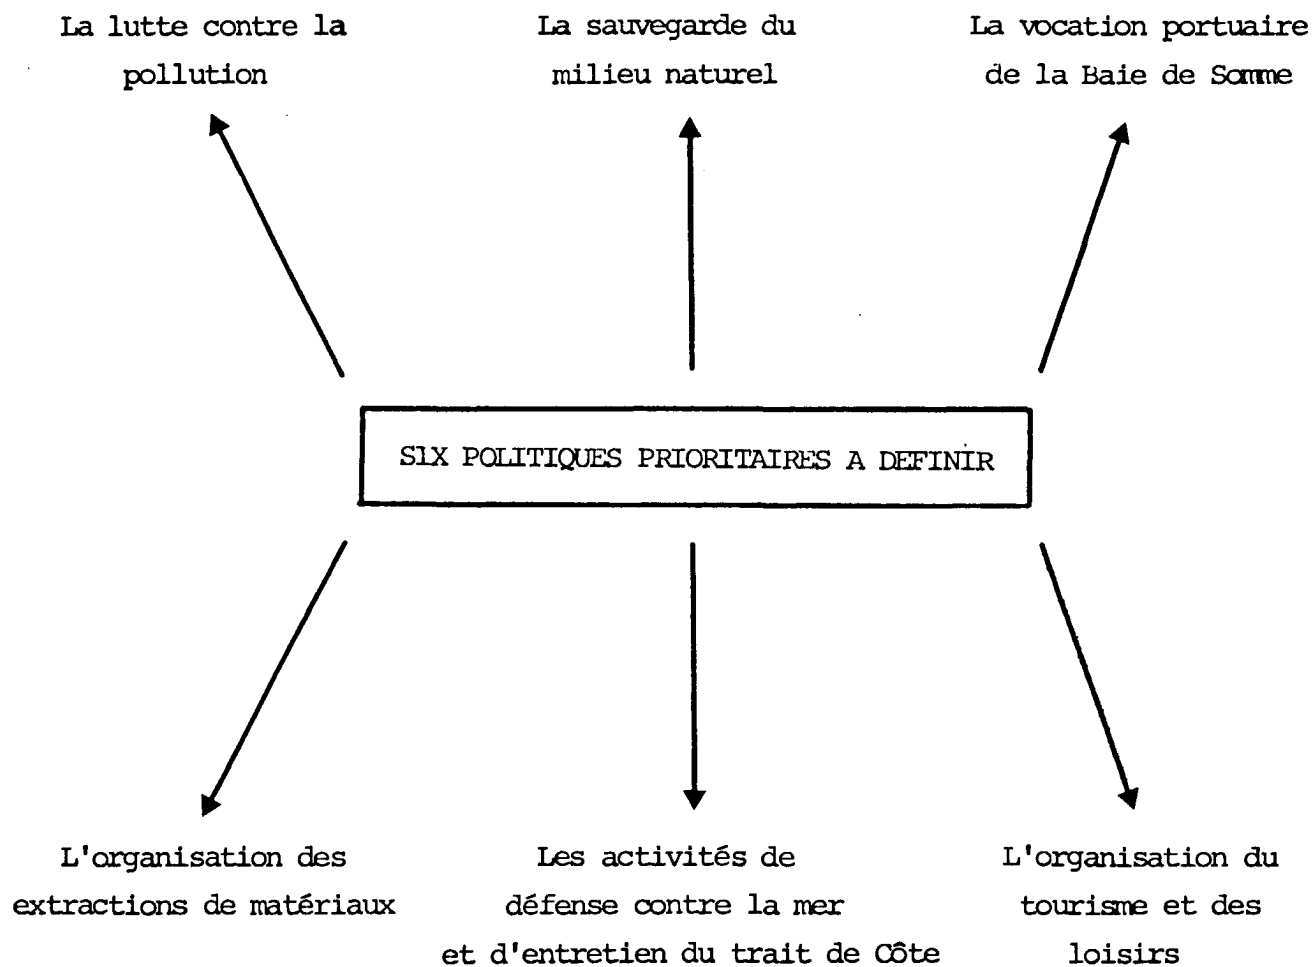 La lutte contre la
pollution
La sauvegarde du
milieu naturel
La vocation portuaire
de la Baie de Somme
SIX POLITIQUES PRIORITAIRES A DEFINIR
L'organisation des
extractions de matériaux
Les activités de
défense contre la mer
et d'entretien du trait de Côte
L'organisation du
tourisme et des
loisirs